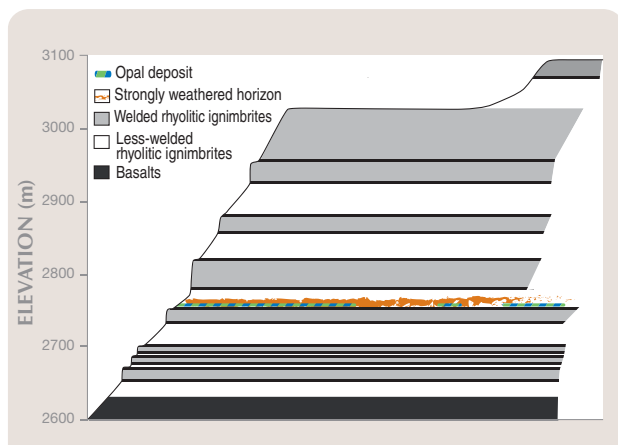 3100
3000
2900
2800
2700
2600
ELEVATION (m)
Opal deposit
Strongly weathered horizon
Welded rhyolitic ignimbrites
Less-welded
rhyolitic ignimbrites
Basalts